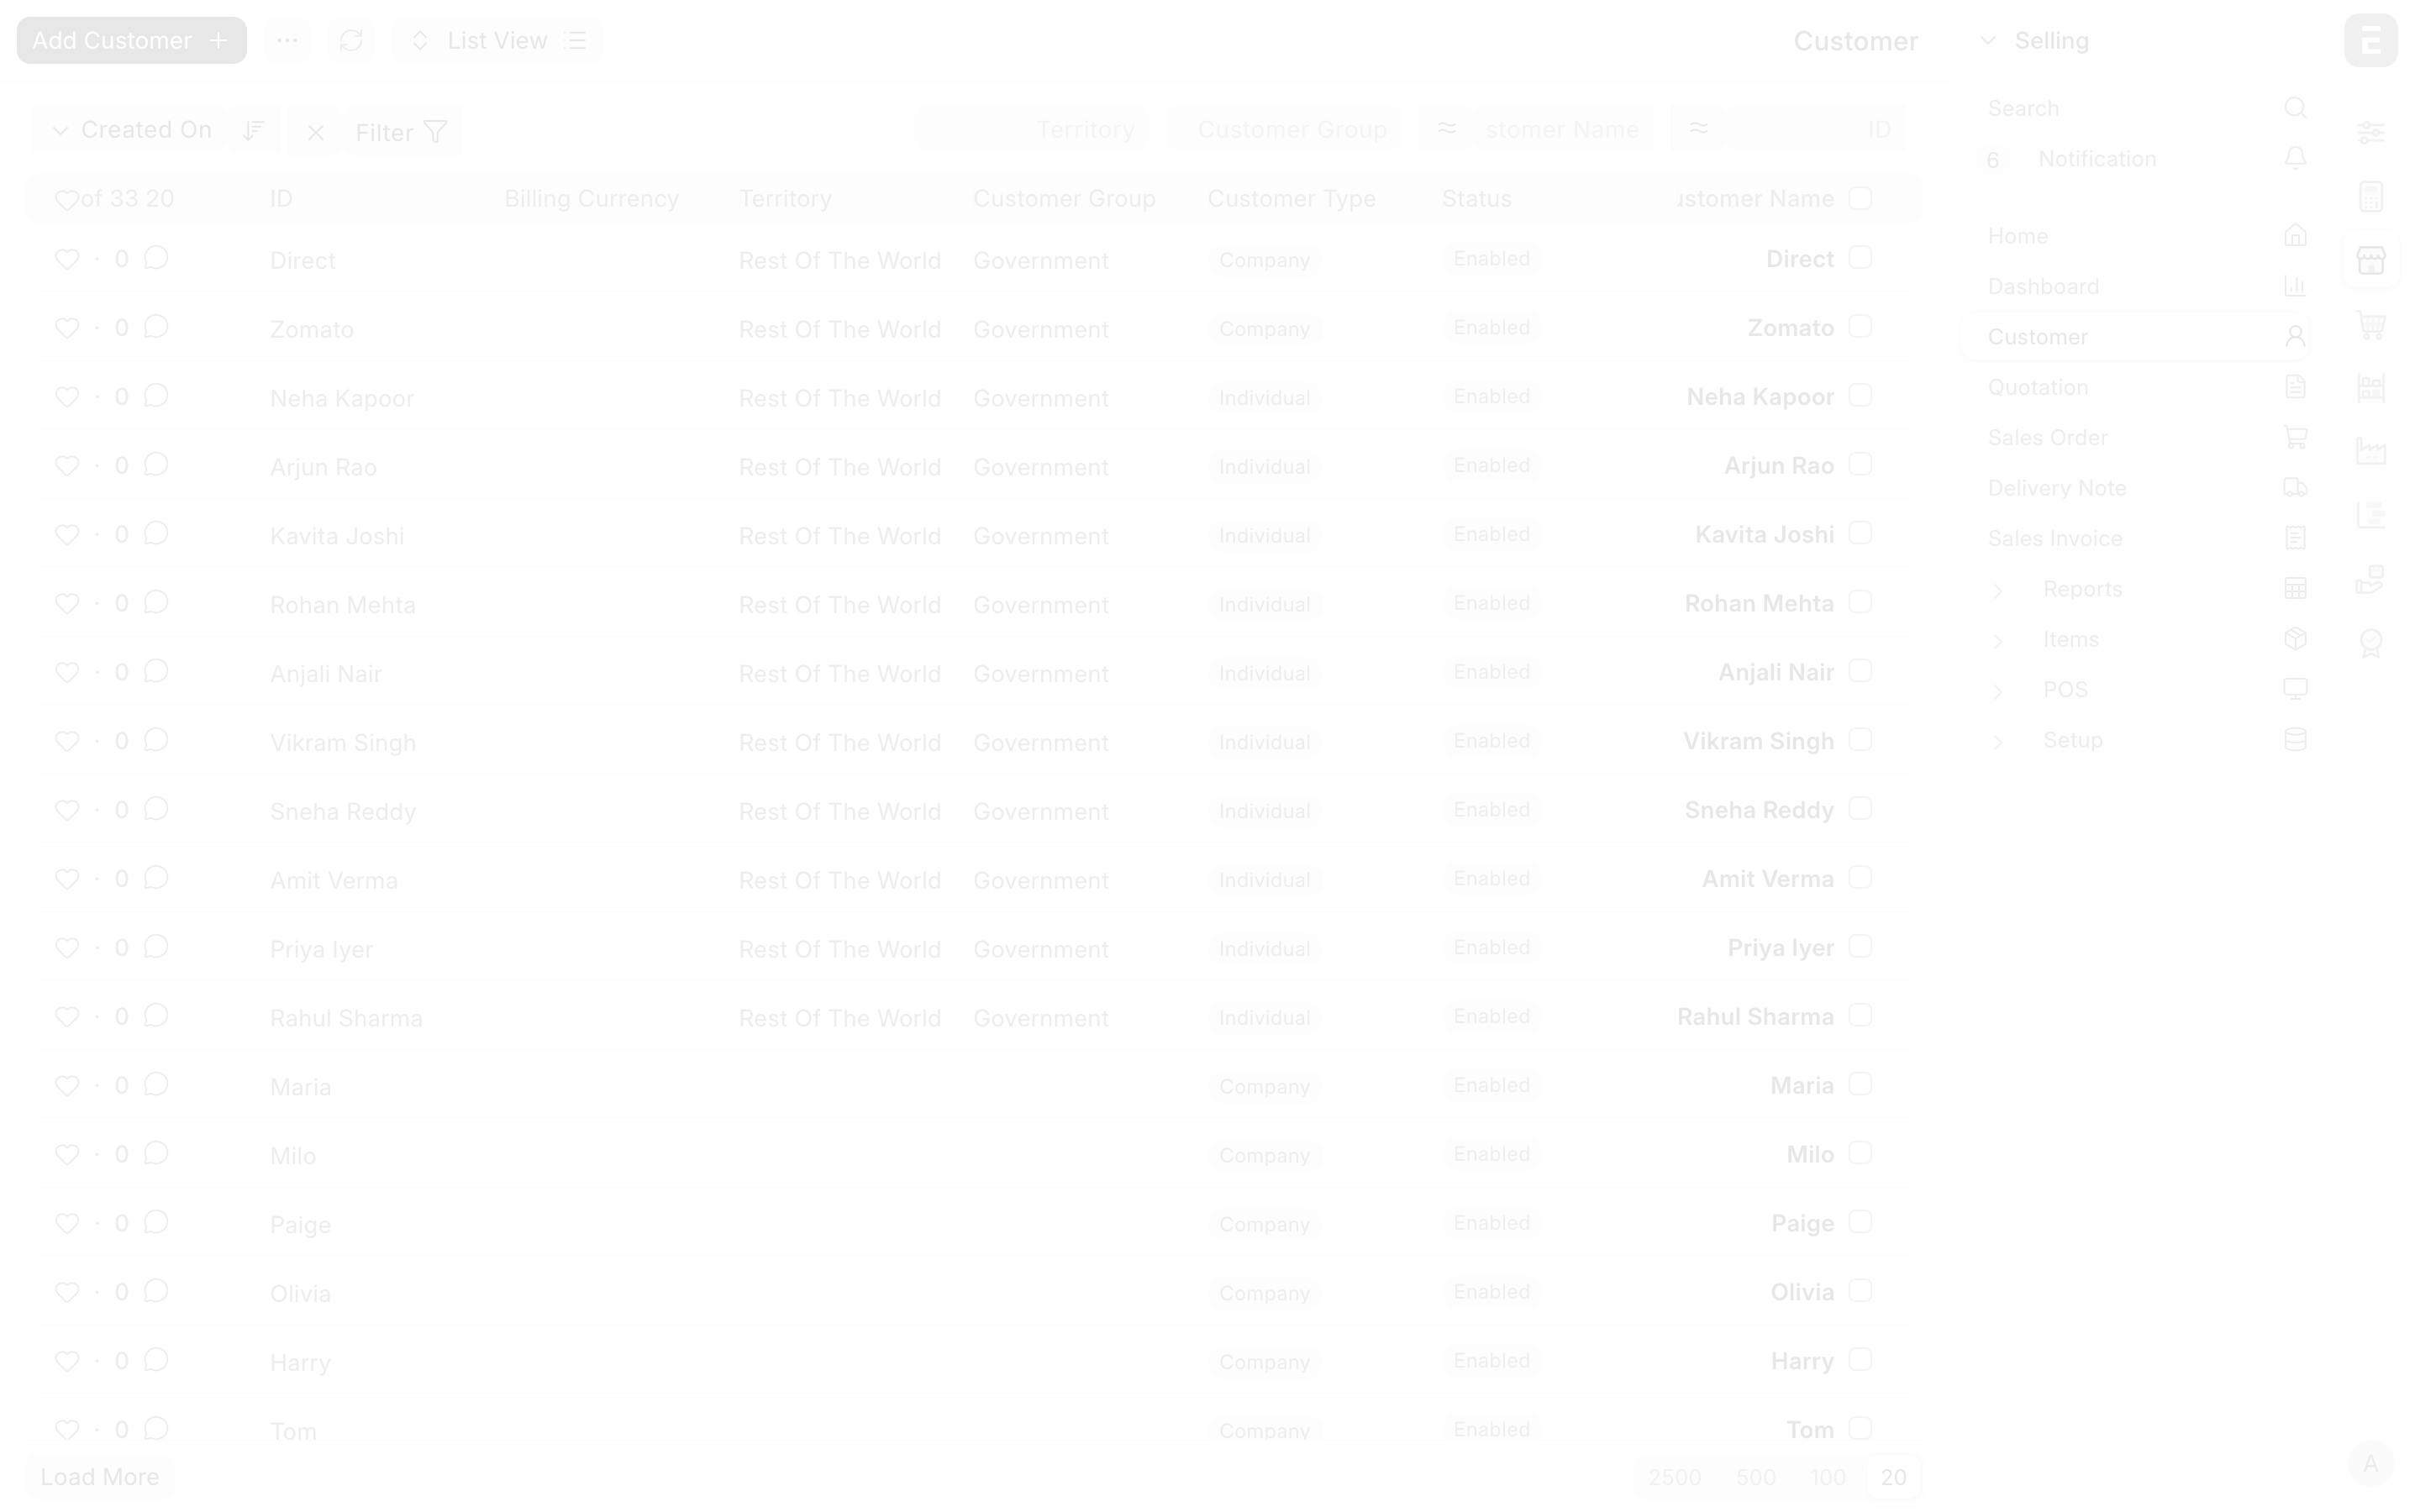 Add Customer
List View
Customer
Selling
Created On
Filter
Territory
Customer Group
≈ stomer Name
≈ ID
Search
6 Notification
of 33 20 ID Billing Currency Territory Customer Group Customer Type Status ustomer Name
Home
0 Direct Rest Of The World Government Company Enabled Direct
Dashboard
0 Zomato Rest Of The World Government Company Enabled Zomato
Customer
0 Neha Kapoor Rest Of The World Government Individual Enabled Neha Kapoor
Quotation
0 Arjun Rao Rest Of The World Government Individual Enabled Arjun Rao
Sales Order
0 Kavita Joshi Rest Of The World Government Individual Enabled Kavita Joshi
Delivery Note
Sales Invoice
0 Rohan Mehta Rest Of The World Government Individual Enabled Rohan Mehta
Reports
0 Anjali Nair Rest Of The World Government Individual Enabled Anjali Nair
Items
POS
0 Vikram Singh Rest Of The World Government Individual Enabled Vikram Singh
Setup
0 Sneha Reddy Rest Of The World Government Individual Enabled Sneha Reddy
0 Amit Verma Rest Of The World Government Individual Enabled Amit Verma
0 Priya Iyer Rest Of The World Government Individual Enabled Priya Iyer
0 Rahul Sharma Rest Of The World Government Individual Enabled Rahul Sharma
0 Maria Company Enabled Maria
0 Milo Company Enabled Milo
0 Paige Company Enabled Paige
0 Olivia Company Enabled Olivia
0 Harry Company Enabled Harry
0 Tom Company Enabled Tom
Load More
2500 500 100 20
A